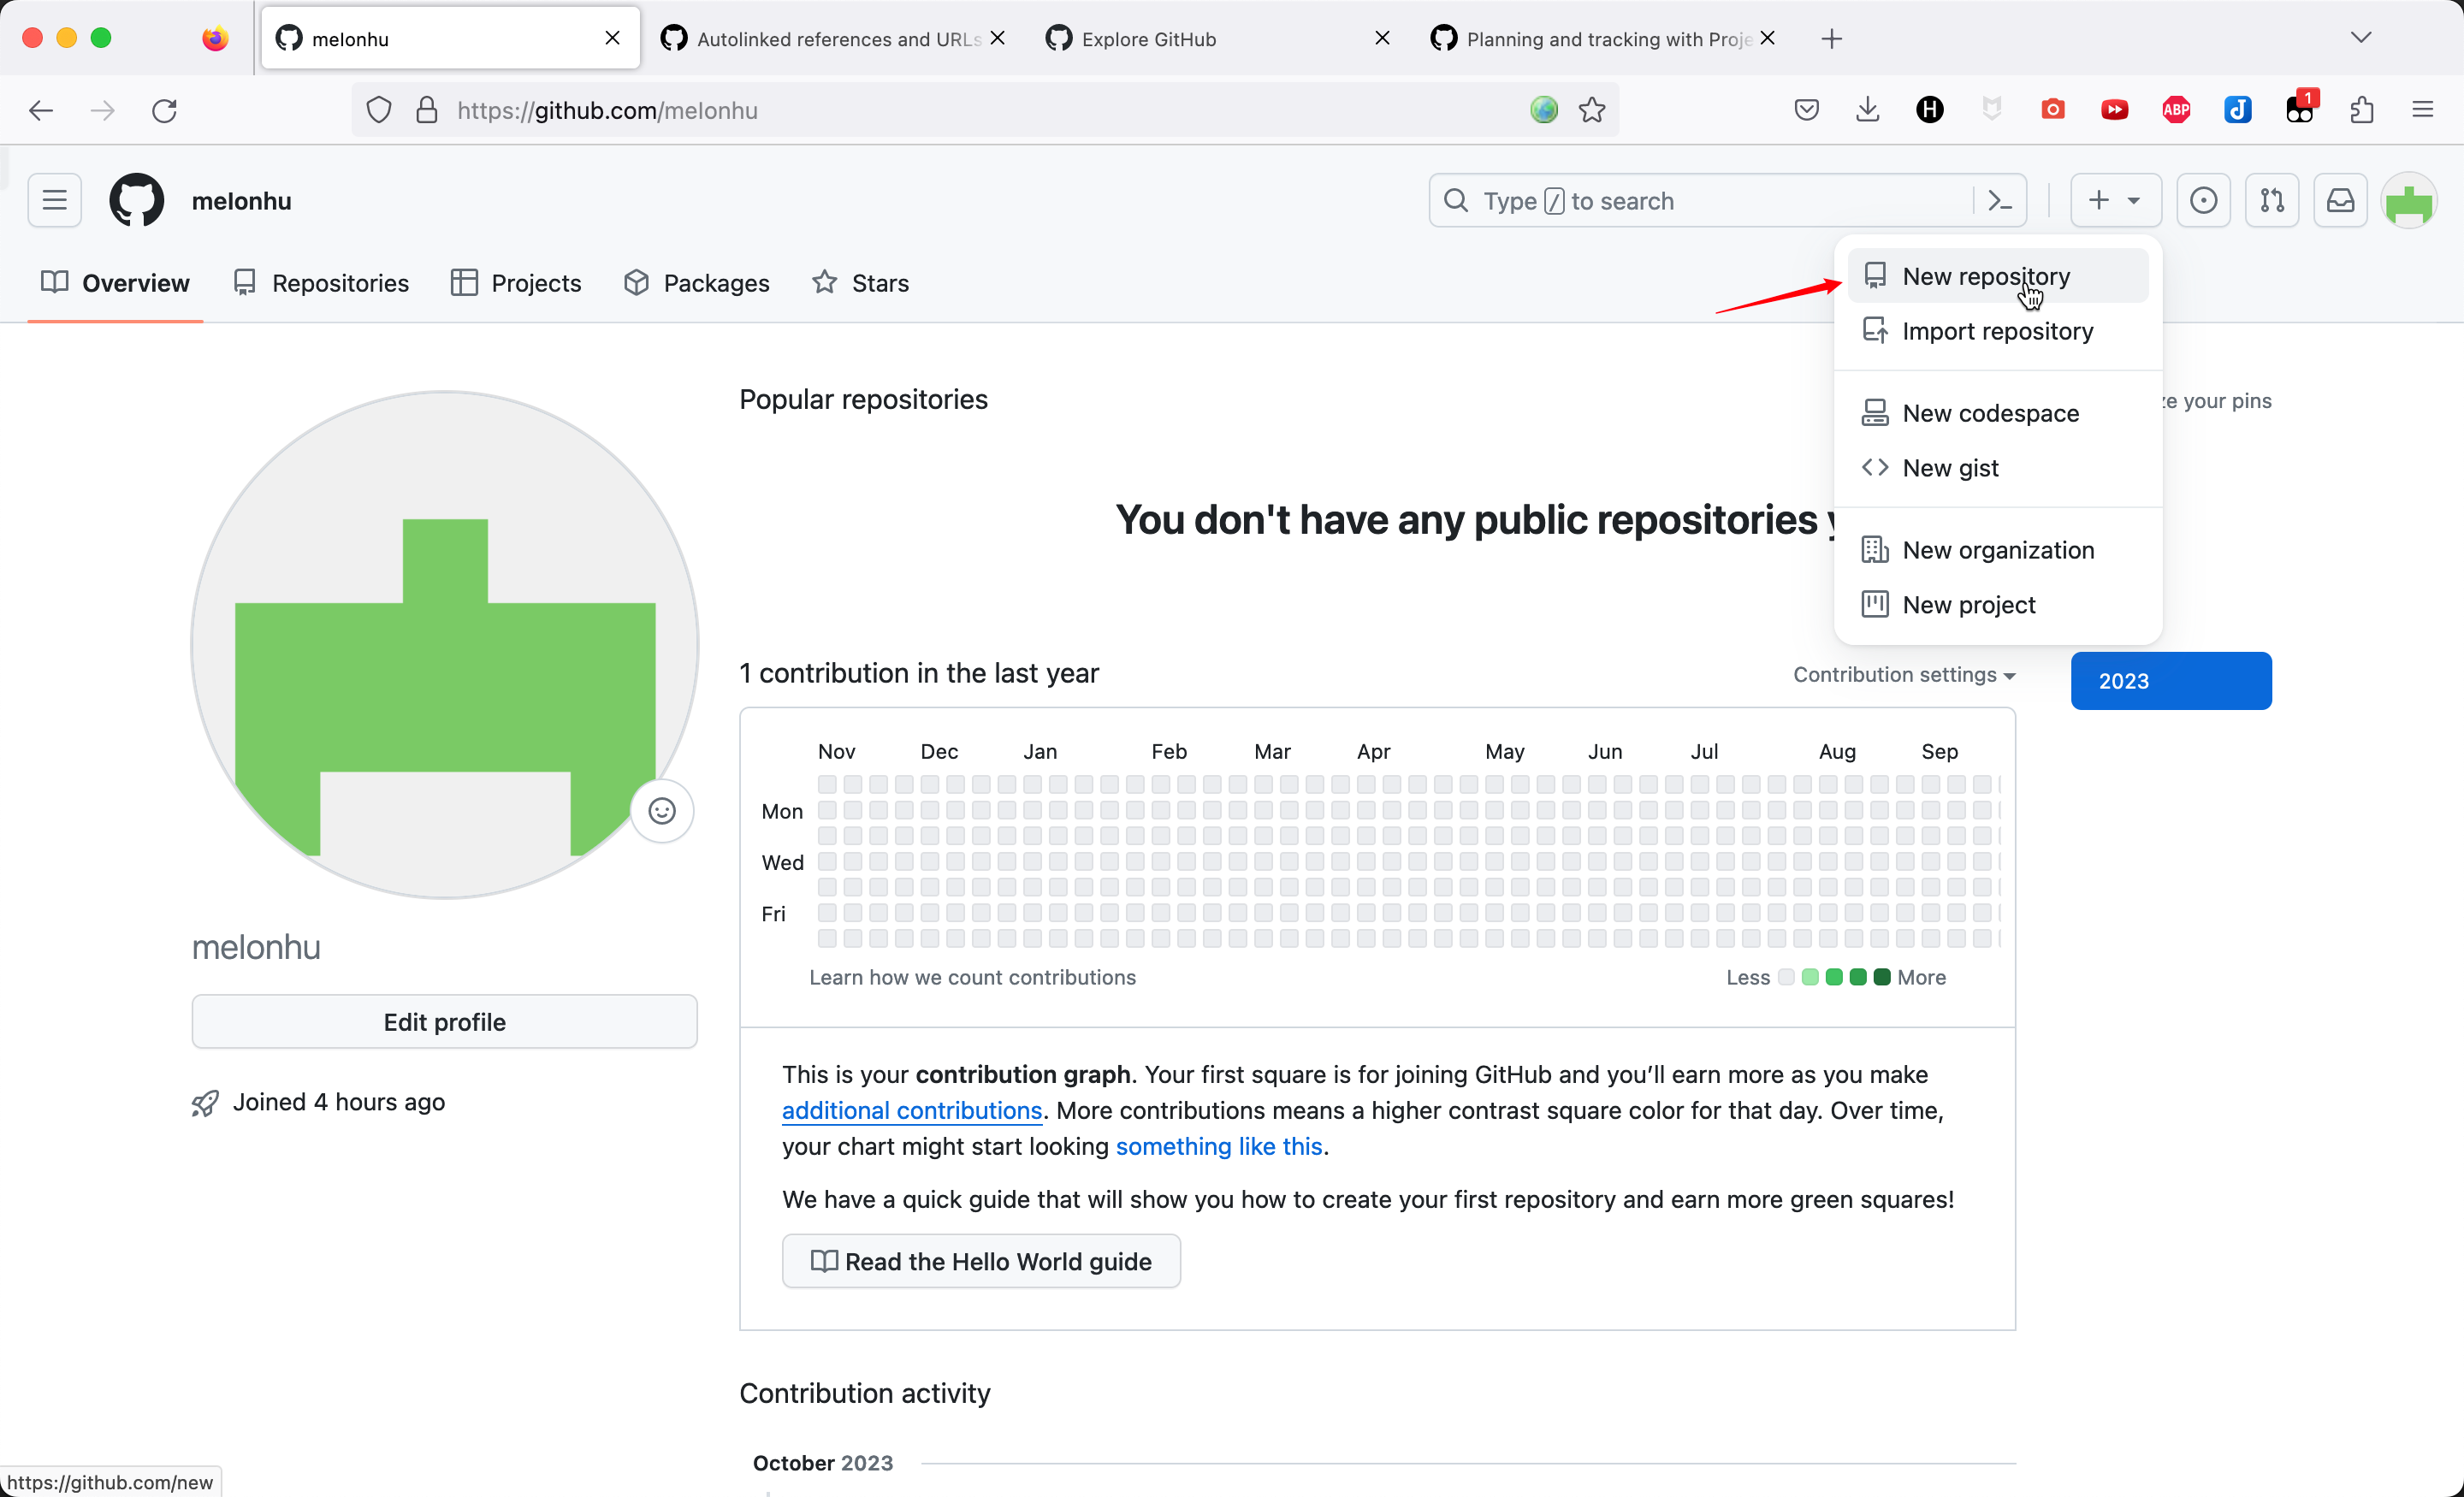 melonhu
Autolinked references and URLs
Explore GitHub
Planning and tracking with Proje
https://github.com/melonhu
H
ABP
1
melonhu
Type / to search
Overview
Repositories
Projects
Packages
Stars
New repository
Import repository
New codespace
New gist
New organization
New project
Popular repositories
ze your pins
You don't have any public repositories y
1 contribution in the last year
Contribution settings
2023
Nov Dec Jan Feb Mar Apr May Jun Jul Aug Sep
Mon
Wed
Fri
Learn how we count contributions
Less More
melonhu
Edit profile
Joined 4 hours ago
This is your contribution graph. Your first square is for joining GitHub and you’ll earn more as you make
additional contributions. More contributions means a higher contrast square color for that day. Over time,
your chart might start looking something like this.
We have a quick guide that will show you how to create your first repository and earn more green squares!
Read the Hello World guide
Contribution activity
October 2023
https://github.com/new